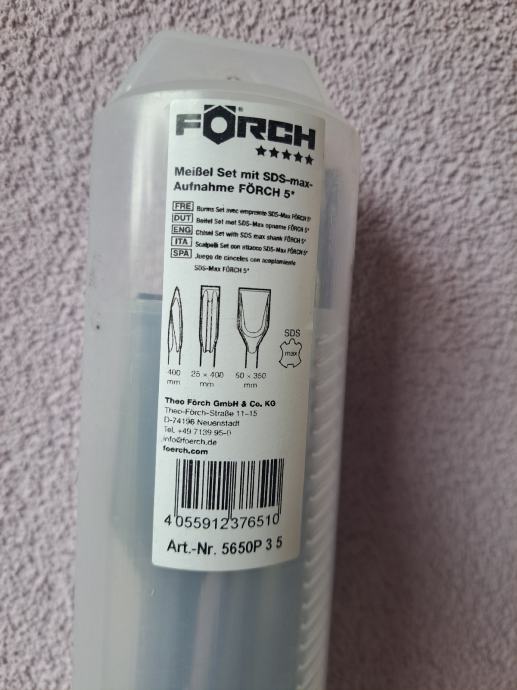 FÖRCH
★★★★★
Meißel Set mit SDS-max-
Aufnahme FÖRCH 5*
FRE Burins Set avec empreinte SDS-Max FÖRCH 5*
DUT Beitel Set met SDS-Max opname FÖRCH 5*
ENG Chisel Set with SDS max shank FÖRCH 5*
ITA Scalpelli Set con attacco SDS-Max FÖRCH 5*
SPA Juego de cinceles con acoplamiento
SDS-Max FÖRCH 5*
SDS
max
400 mm
25 x 400 mm
50 x 350 mm
Theo Förch GmbH & Co. KG
Theo-Förch-Straße 11-15
D-74196 Neuenstadt
Tel. +49 7139 95-0
info@foerch.de
foerch.com
4 055912 376510
Art.-Nr. 5650P 3 5